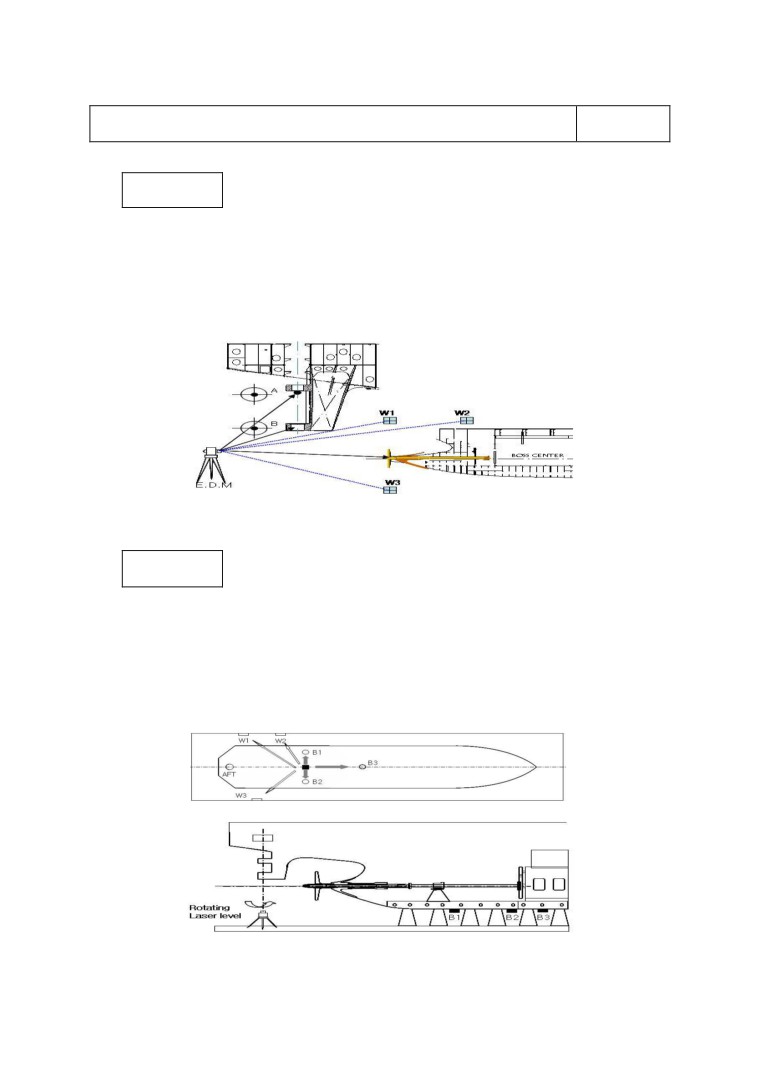 A
B
W1 W2
BOSS CENTER
W3
E.D.M
W1 W2
B1
B3
AFT
B2
W3
Rotating
Laser level
B1 B2 B3